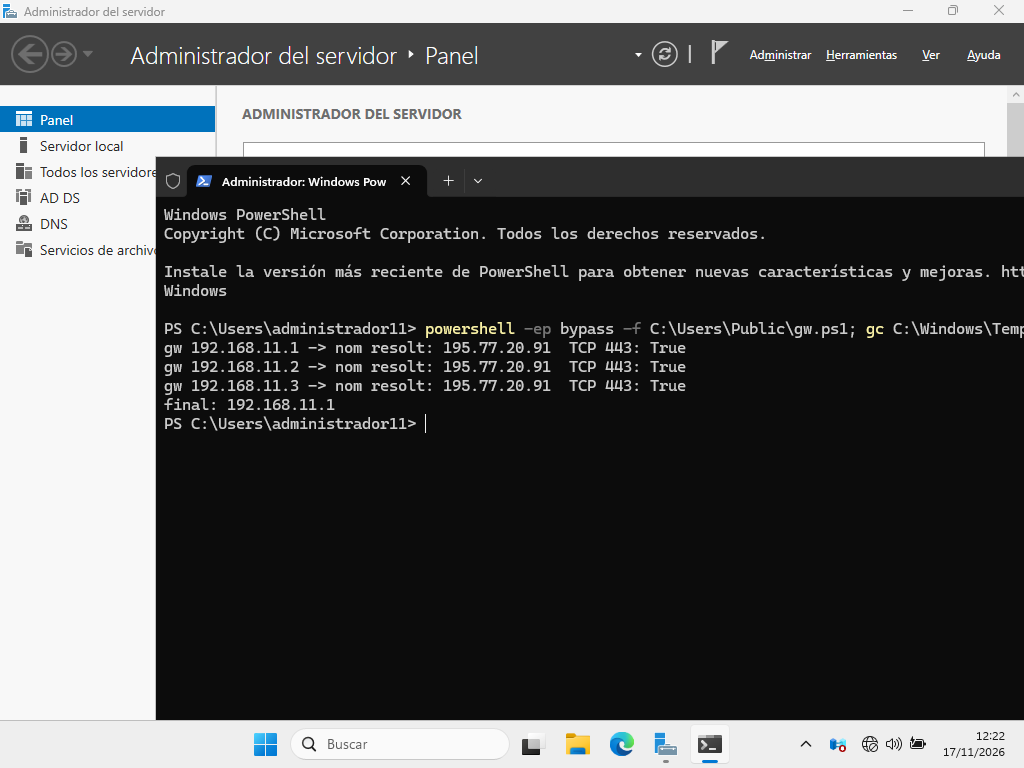 Administrador del servidor
Administrador del servidor
Panel
Administrar
Herramientas
Ver
Ayuda
Panel
Servidor local
Todos los servidore
AD DS
DNS
Servicios de archivo
ADMINISTRADOR DEL SERVIDOR
Administrador: Windows Pow
Windows PowerShell
Copyright (C) Microsoft Corporation. Todos los derechos reservados.
Instale la versión más reciente de PowerShell para obtener nuevas características y mejoras. htt
Windows
PS C:\Users\administrador11> powershell -ep bypass -f C:\Users\Public\gw.ps1; gc C:\Windows\Temp
gw 192.168.11.1 -> nom resolt: 195.77.20.91  TCP 443: True
gw 192.168.11.2 -> nom resolt: 195.77.20.91  TCP 443: True
gw 192.168.11.3 -> nom resolt: 195.77.20.91  TCP 443: True
final: 192.168.11.1
PS C:\Users\administrador11>
Buscar
12:22
17/11/2026